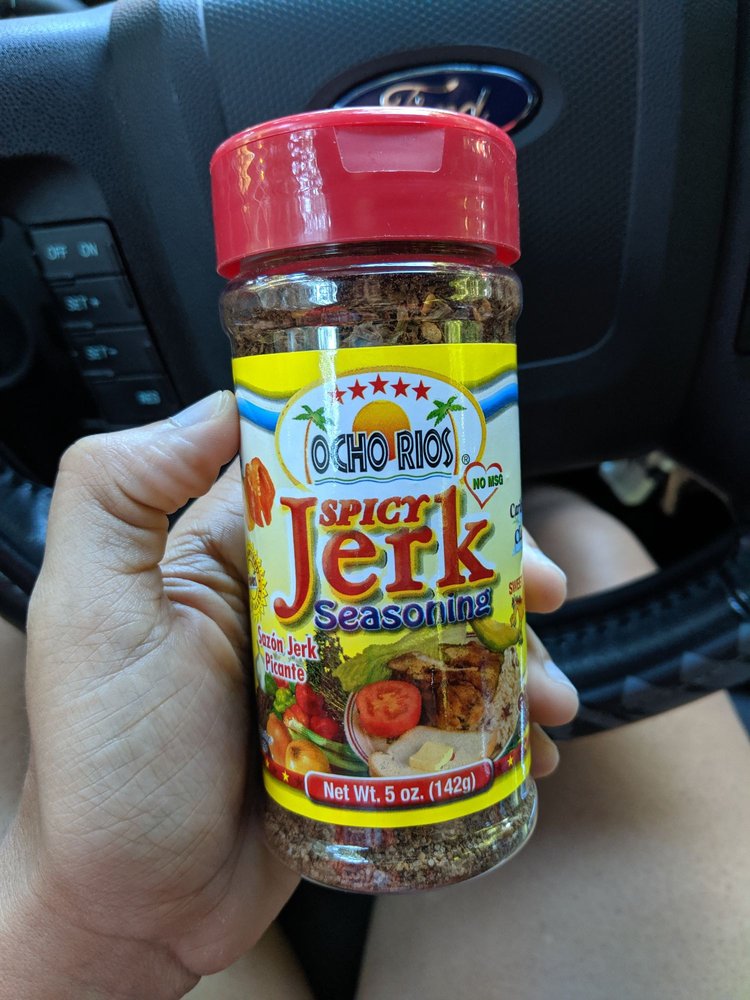 Ford
OFF ON
SET +
SET -
RES
OCHO RIOS®
NO MSG
SPICY
Jerk
Seasoning
Sazón Jerk
Picante
Net Wt. 5 oz. (142g)